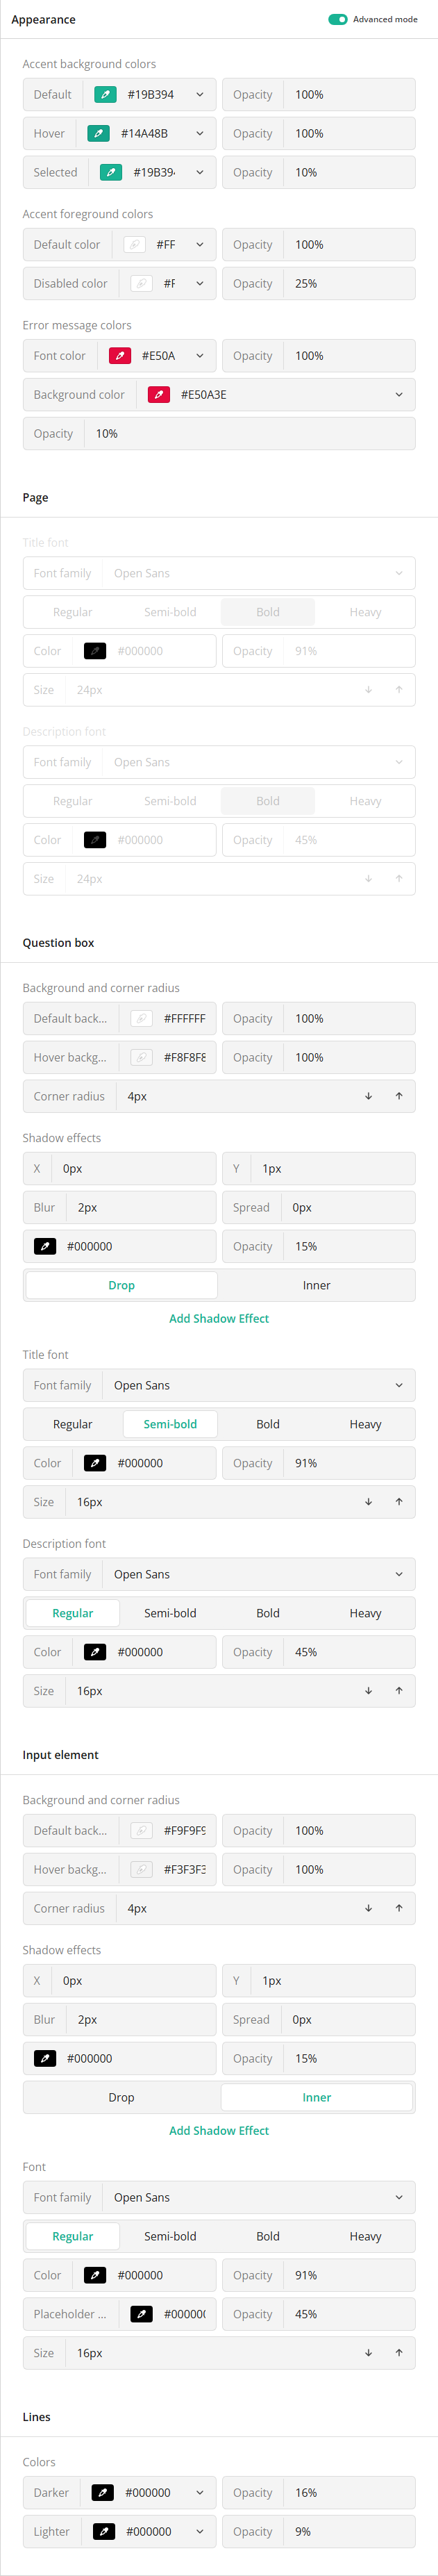 Appearance Advanced mode
Accent background colors
Default #19B394 Opacity 100%
Hover #14A48B Opacity 100%
Selected #19B39 Opacity 10%
Accent foreground colors
Default color #FF Opacity 100%
Disabled color #F Opacity 25%
Error message colors
Font color #E50A Opacity 100%
Background color #E50A3E
Opacity 10%
Page
Title font
Font family Open Sans
Regular Semi-bold Bold Heavy
Color #000000 Opacity 91%
Size 24px
Description font
Font family Open Sans
Regular Semi-bold Bold Heavy
Color #000000 Opacity 45%
Size 24px
Question box
Background and corner radius
Default back... #FFFFFF Opacity 100%
Hover backg... #F8F8F8 Opacity 100%
Corner radius 4px
Shadow effects
X 0px Y 1px
Blur 2px Spread 0px
#000000 Opacity 15%
Drop Inner
Add Shadow Effect
Title font
Font family Open Sans
Regular Semi-bold Bold Heavy
Color #000000 Opacity 91%
Size 16px
Description font
Font family Open Sans
Regular Semi-bold Bold Heavy
Color #000000 Opacity 45%
Size 16px
Input element
Background and corner radius
Default back... #F9F9F9 Opacity 100%
Hover backg... #F3F3F3 Opacity 100%
Corner radius 4px
Shadow effects
X 0px Y 1px
Blur 2px Spread 0px
#000000 Opacity 15%
Drop Inner
Add Shadow Effect
Font
Font family Open Sans
Regular Semi-bold Bold Heavy
Color #000000 Opacity 91%
Placeholder ... #000000 Opacity 45%
Size 16px
Lines
Colors
Darker #000000 Opacity 16%
Lighter #000000 Opacity 9%